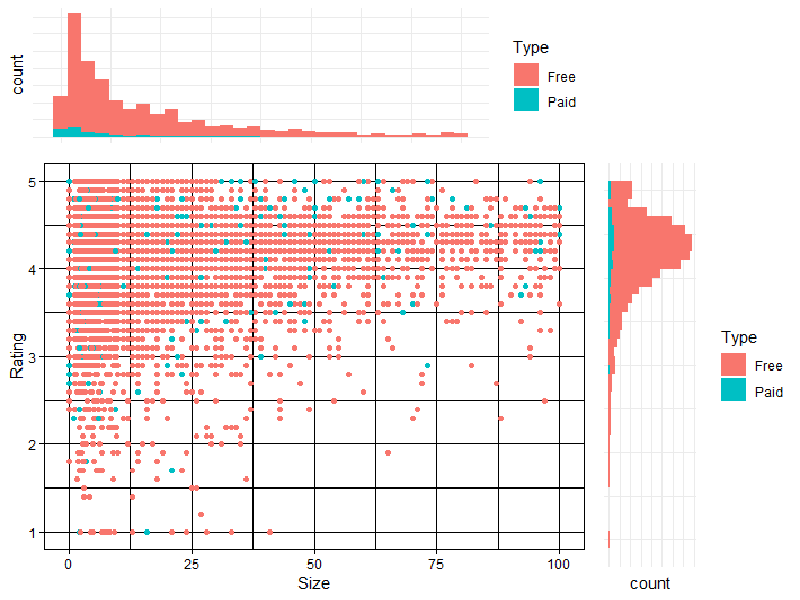 count
Type
Free
Paid
Rating
5
4
3
2
1
0
25
50
75
100
Size
count
Type
Free
Paid